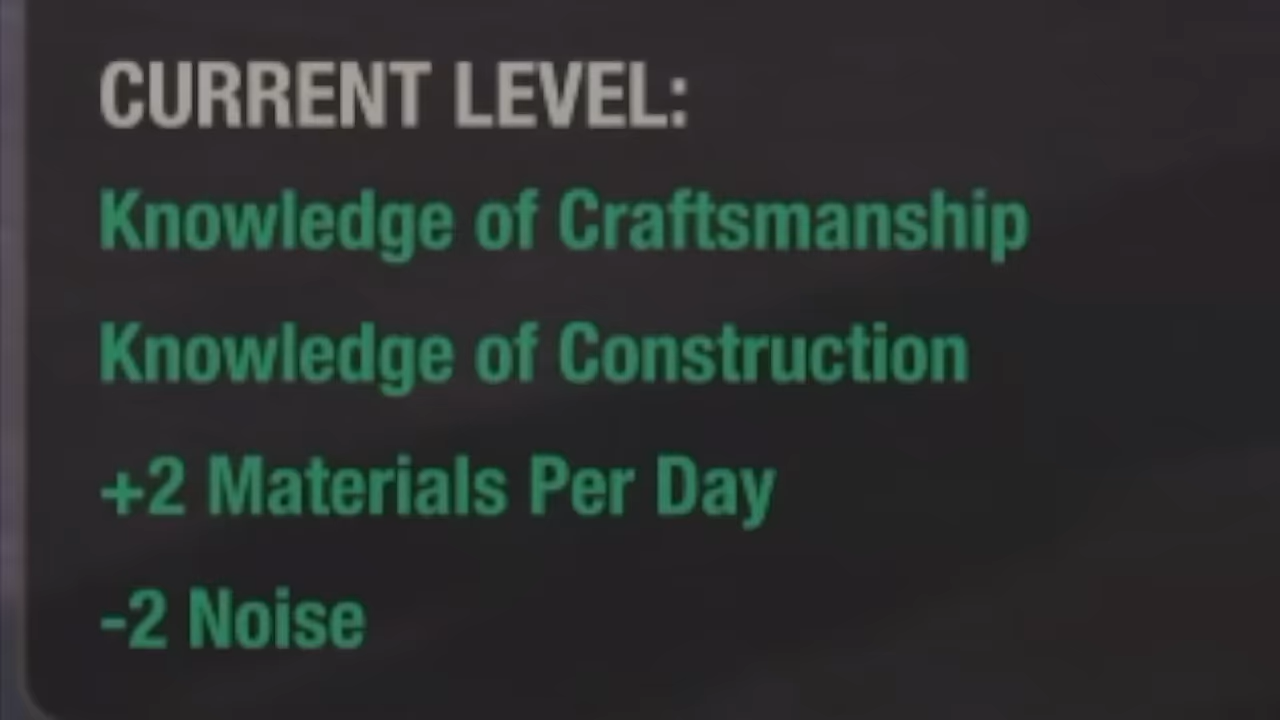 CURRENT LEVEL:
Knowledge of Craftsmanship
Knowledge of Construction
+2 Materials Per Day
-2 Noise